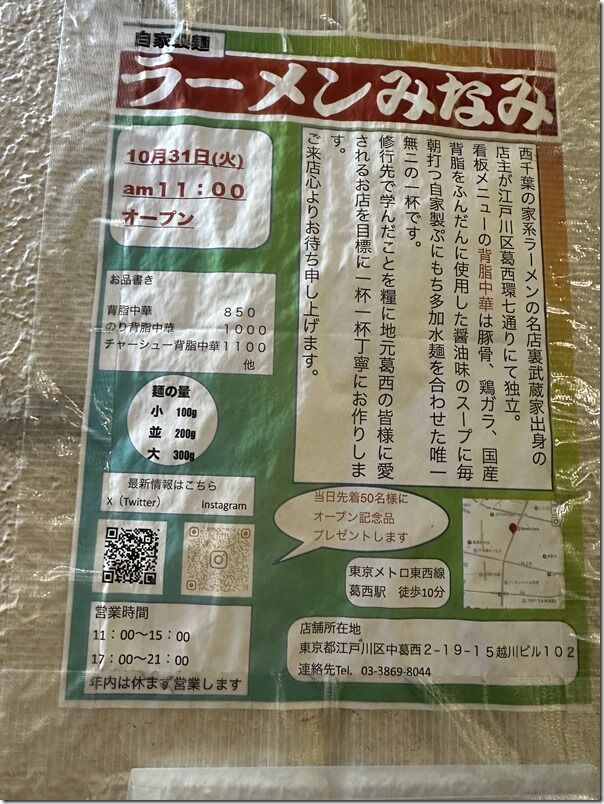 自家製麺
ラーメンみなみ
10月31日(火)
am11:00
オープン
西千葉の家系ラーメンの名店裏武蔵家出身の
店主が江戸川区葛西環七通りにて独立。
看板メニューの背脂中華は豚骨、鶏ガラ、国産
背脂をふんだんに使用した醤油味のスープに毎
朝打つ自家製ぷにもち多加水麺を合わせた唯一
無二の一杯です。
修行先で学んだことを糧に地元葛西の皆様に愛
されるお店を目標に一杯一杯丁寧にお作りしま
す。
ご来店心よりお待ち申し上げます。
お品書き
背脂中華 850
のり背脂中華 1000
チャーシュー背脂中華1100
他
麺の量
小 100g
並 200g
大 300g
最新情報はこちら
X（Twitter） Instagram
当日先着50名様に
オープン記念品
プレゼントします
東京メトロ東西線
葛西駅 徒歩10分
営業時間
11：00〜15：00
17：00〜21：00
年内は休まず営業します
店舗所在地
東京都江戸川区中葛西2-19-15越川ビル102
連絡先Tel. 03-3869-8044